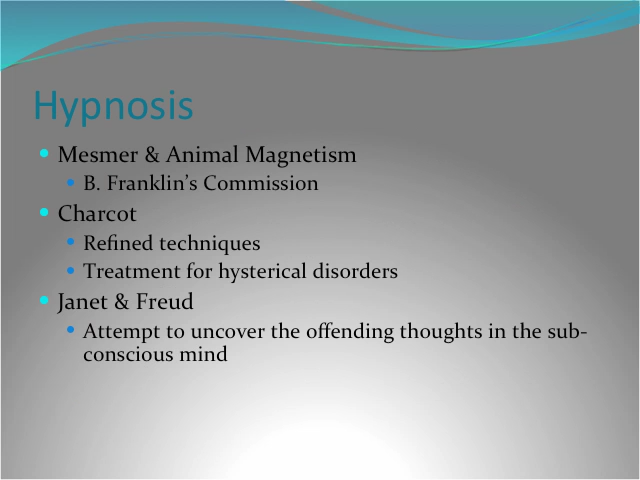 Hypnosis
Mesmer & Animal Magnetism
B. Franklin’s Commission
Charcot
Refined techniques
Treatment for hysterical disorders
Janet & Freud
Attempt to uncover the offending thoughts in the sub-
conscious mind